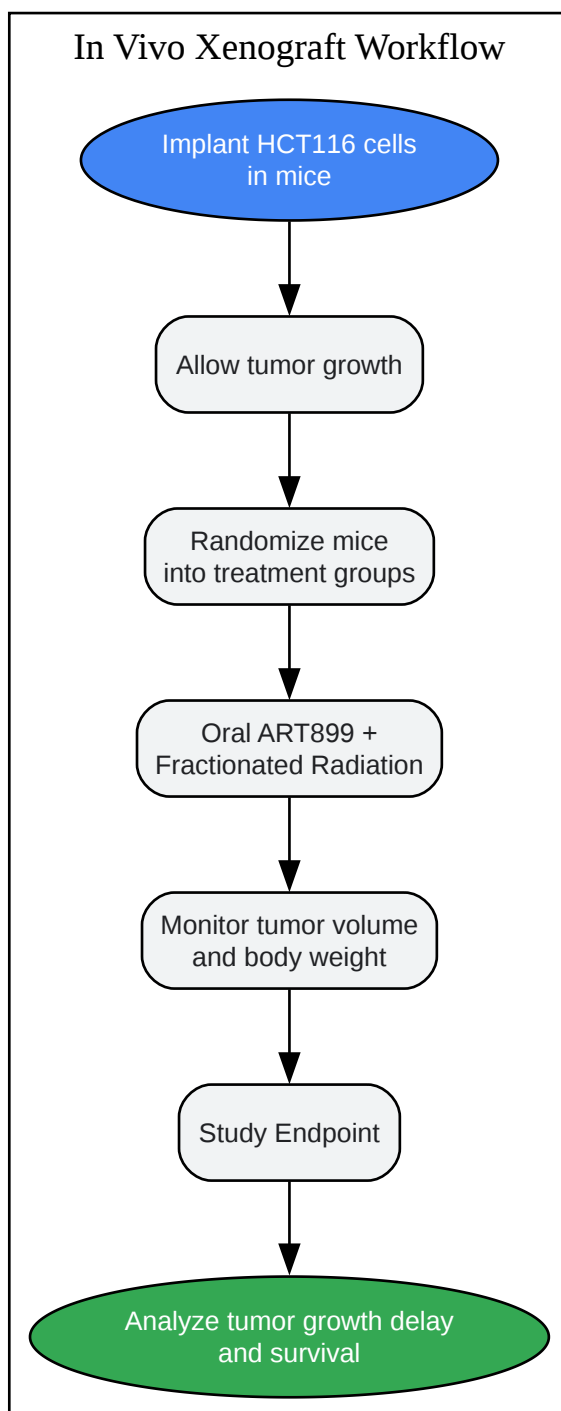 In Vivo Xenograft Workflow
Implant HCT116 cells
in mice
Allow tumor growth
Randomize mice
into treatment groups
Oral ART899 +
Fractionated Radiation
Monitor tumor volume
and body weight
Study Endpoint
Analyze tumor growth delay
and survival